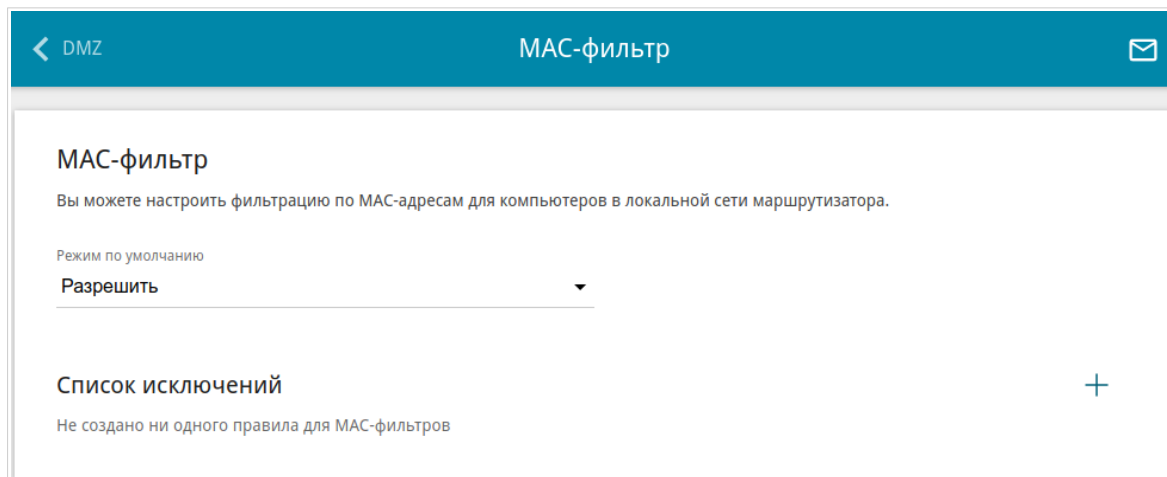 DMZ
MAC-фильтр
MAC-фильтр
Вы можете настроить фильтрацию по MAC-адресам для компьютеров в локальной сети маршрутизатора.
Режим по умолчанию
Разрешить
Список исключений
Не создано ни одного правила для MAC-фильтров